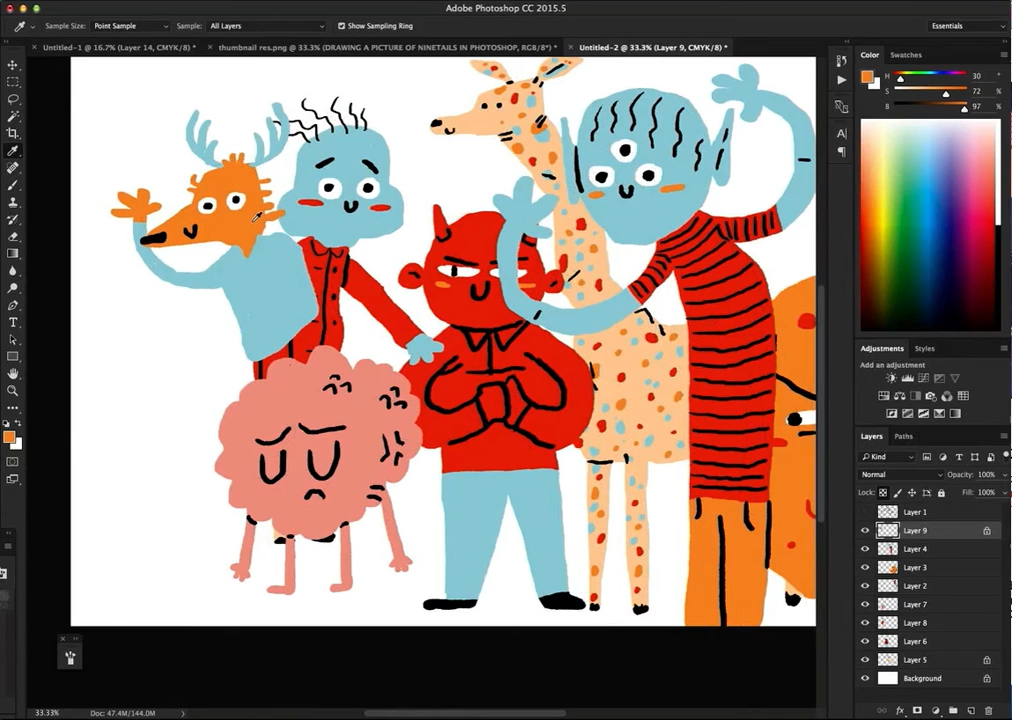 Adobe Photoshop CC 2015.5
Sample Size: Point Sample Sample: All Layers Show Sampling Ring Essentials
Untitled-1 @ 16.7% (Layer 14, CMYK/8) * thumbnail res.png @ 33.3% (DRAWING A PICTURE OF NINETAILS IN PHOTOSHOP, RGB/8*) * Untitled-2 @ 33.3% (Layer 9, CMYK/8) *
Color Swatches
H 30 °
S 72 %
B 97 %
Adjustments Styles
Add an adjustment
Layers Paths
Kind
Normal Opacity: 100%
Lock: Fill: 100%
Layer 1
Layer 9
Layer 4
Layer 3
Layer 2
Layer 7
Layer 8
Layer 6
Layer 5
Background
33.33% Doc: 47.4M/144.0M